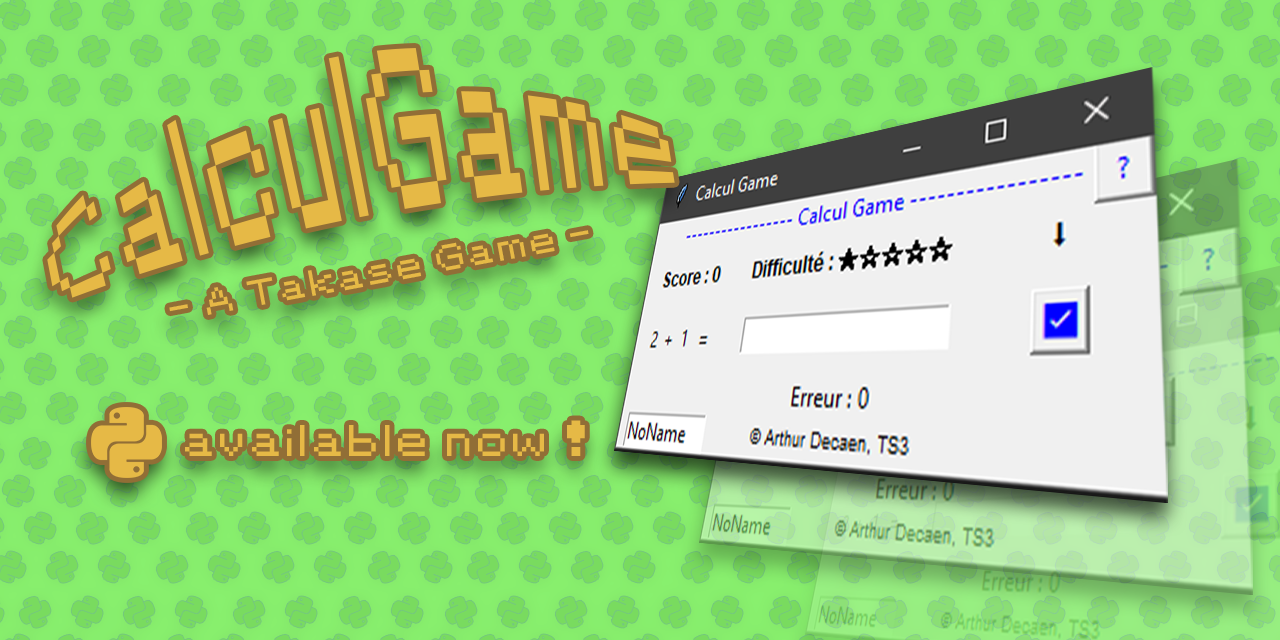 CalculGame
- A Takase Game -
available now !
Calcul Game
?
---------------- Calcul Game --------------------------
Score : 0 Difficulté : ★☆☆☆☆
↓
2 + 1 =
Erreur : 0
NoName
© Arthur Decaen, TS3
?
Erreur : 0
NoName
© Arthur Decaen, TS3
Erreur : 0
NoName
© Arthur Decaen, TS3